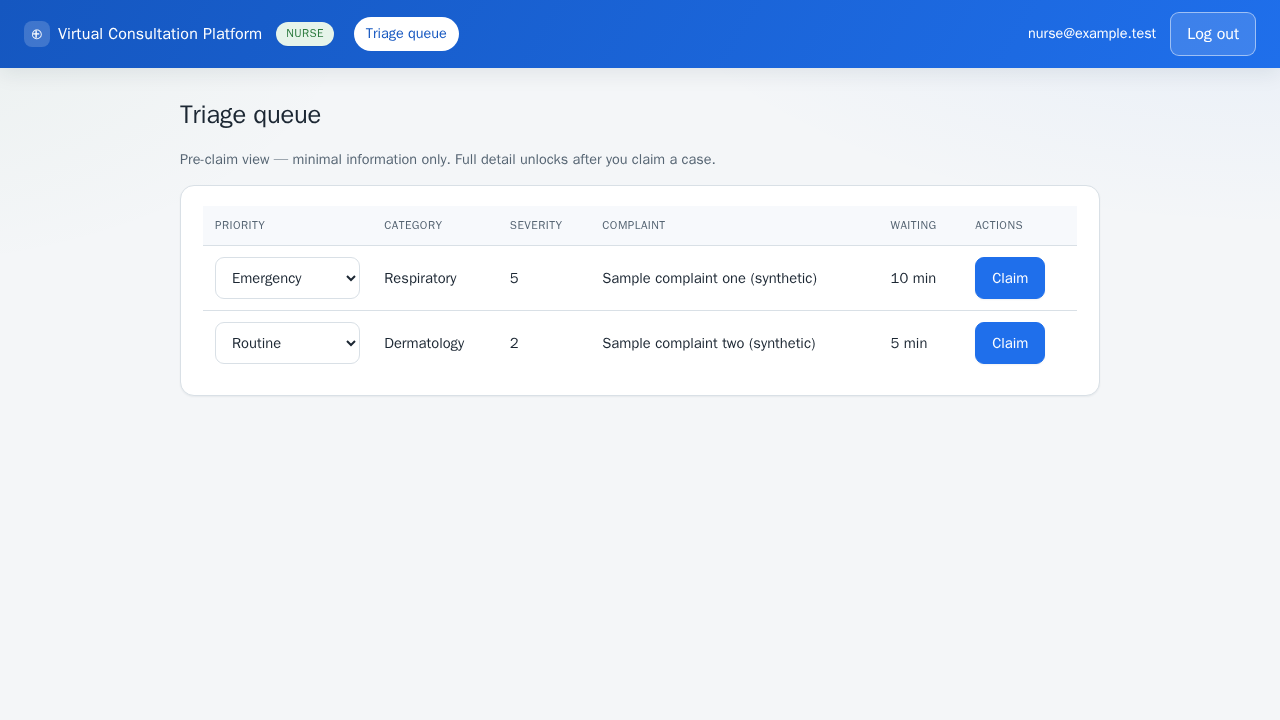 Virtual Consultation Platform NURSE Triage queue nurse@example.test Log out
Triage queue
Pre-claim view — minimal information only. Full detail unlocks after you claim a case.
PRIORITY CATEGORY SEVERITY COMPLAINT WAITING ACTIONS
Emergency Respiratory 5 Sample complaint one (synthetic) 10 min Claim
Routine Dermatology 2 Sample complaint two (synthetic) 5 min Claim